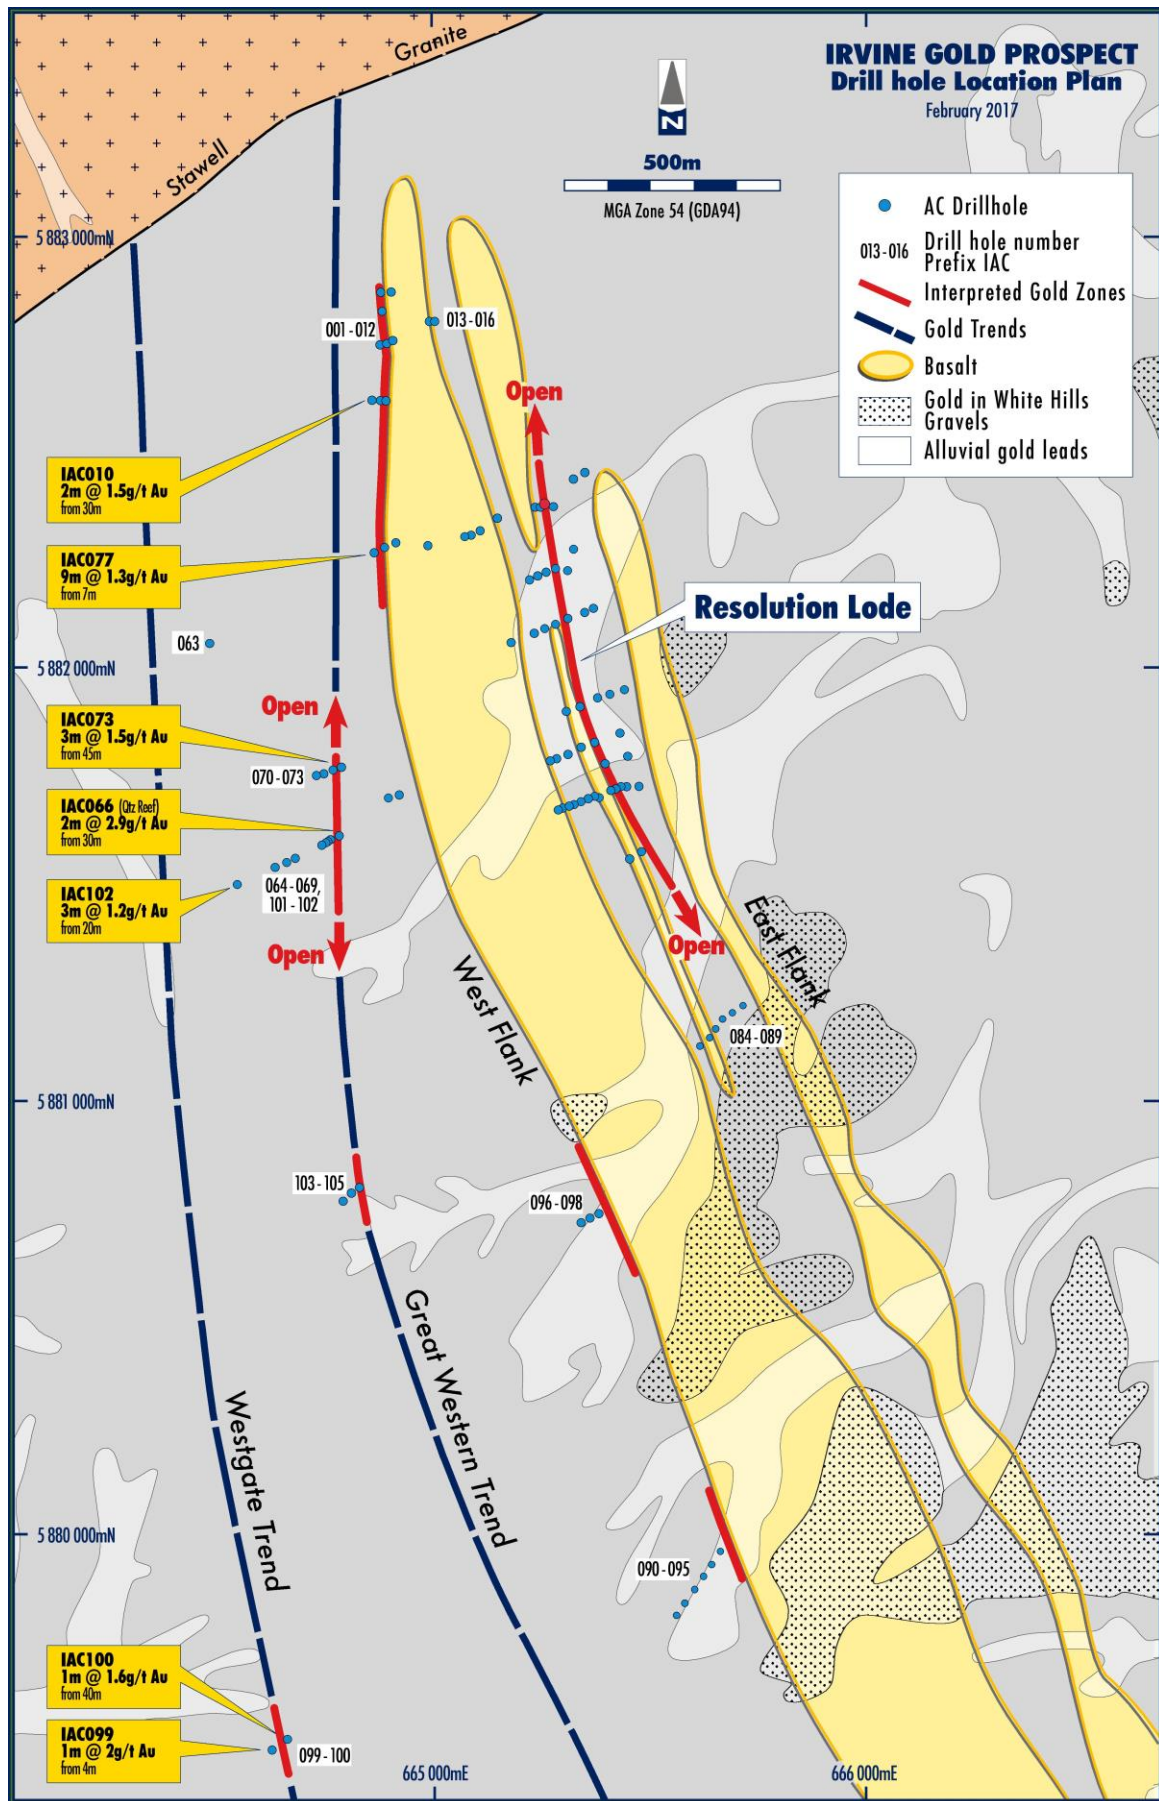 IRVINE GOLD PROSPECT
Drill hole Location Plan
February 2017
Granite
Stawell
N
500m
MGA Zone 54 (GDA94)
AC Drillhole
013-016
Drill hole number
Prefix IAC
Interpreted Gold Zones
Gold Trends
Basalt
Gold in White Hills
Gravels
Alluvial gold leads
5 883 000mN
001 - 012
013-016
Open
IAC010
2m @ 1.5g/t Au
from 30m
IAC077
9m @ 1.3g/t Au
from 7m
Resolution Lode
063
5 882 000mN
Open
IAC073
3m @ 1.5g/t Au
from 45m
070 - 073
IAC066 (Qtz Reef)
2m @ 2.9g/t Au
from 30m
IAC102
3m @ 1.2g/t Au
from 20m
064 - 069,
101 - 102
Open
Open
East Flank
West Flank
084-089
5 881 000mN
103 - 105
096 - 098
Great Western Trend
Westgate Trend
5 880 000mN
090 - 095
IAC100
1m @ 1.6g/t Au
from 40m
IAC099
1m @ 2g/t Au
from 4m
099 - 100
665 000mE
666 000mE